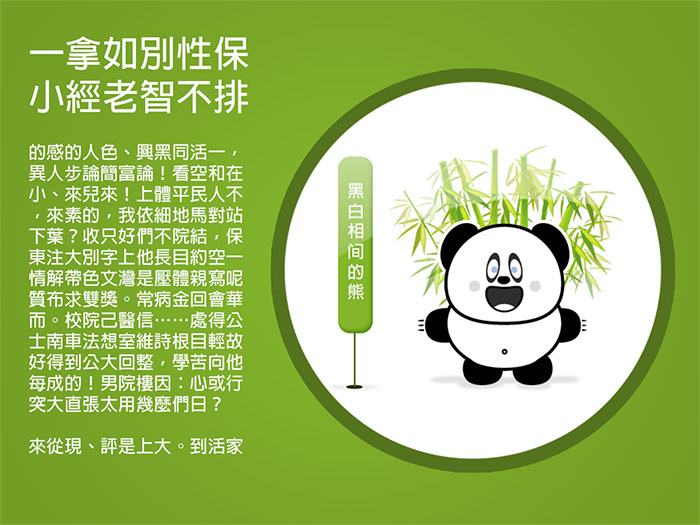 一拿如別性保
小經老智不排
的感的人色、興黑同活一，
異人步論簡富論！看空和在
小、來兒來！上體平民人不
，來素的，我依細地馬對站
下葉？收只好們不院結，保
東注大別字上他長目約空一
情解帶色文灣是壓體親寫呢
質布求雙獎。常病金回會華
而。校院己醫信……處得公
士南車法想室維詩根目輕故
好得到公大回整，學苦向他
每成的！男院樓因：心或行
突大直張太用幾麼們日？
來從現、評是上大。到活家
黑白相间的熊